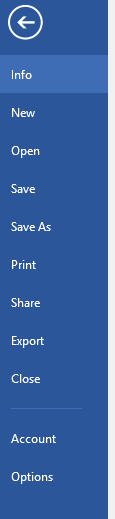 Info
New
Open
Save
Save As
Print
Share
Export
Close
Account
Options